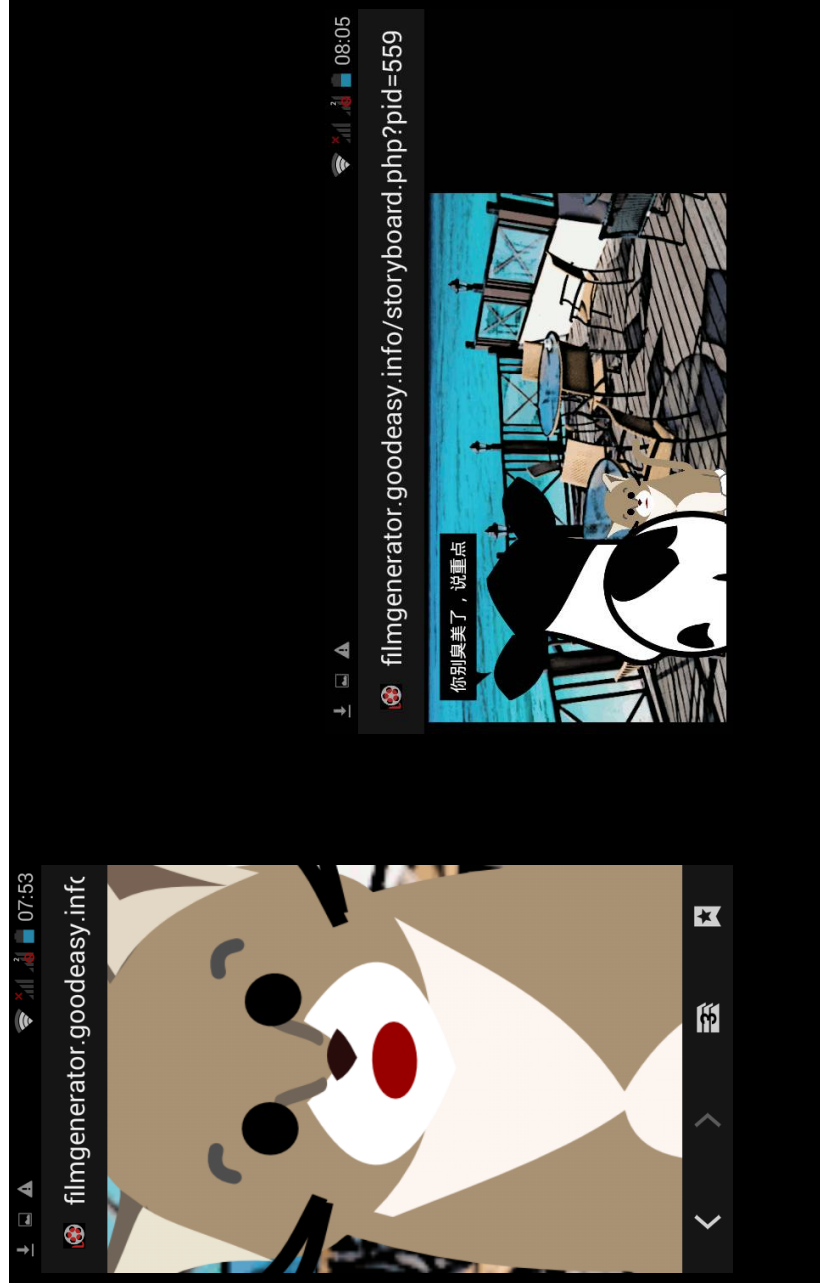 07:53
filmgenerator.goodeasy.info
3
08:05
filmgenerator.goodeasy.info/storyboard.php?pid=559
你别臭美了，说重点